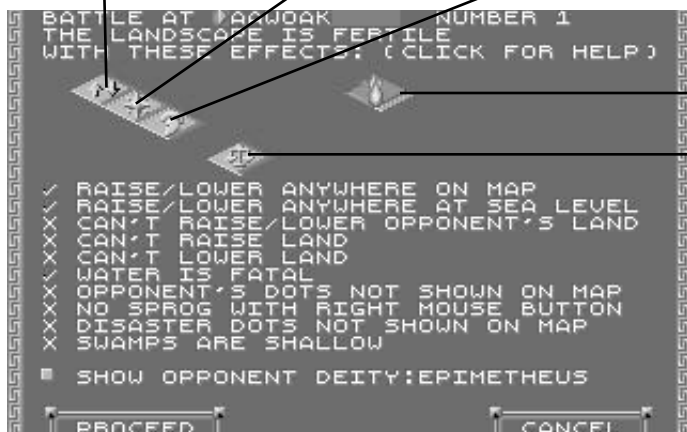 BATTLE AT AAWOAK NUMBER 1
THE LANDSCAPE IS FERTILE
WITH THESE EFFECTS: (CLICK FOR HELP)
RAISE/LOWER ANYWHERE ON MAP
RAISE/LOWER ANYWHERE AT SEA LEVEL
CAN'T RAISE/LOWER OPPONENT'S LAND
CAN'T RAISE LAND
CAN'T LOWER LAND
WATER IS FATAL
OPPONENT'S DOTS NOT SHOWN ON MAP
NO SPROG WITH RIGHT MOUSE BUTTON
DISASTER DOTS NOT SHOWN ON MAP
SWAMPS ARE SHALLOW
SHOW OPPONENT DEITY:EPIMETHEUS
PROCEED CANCEL